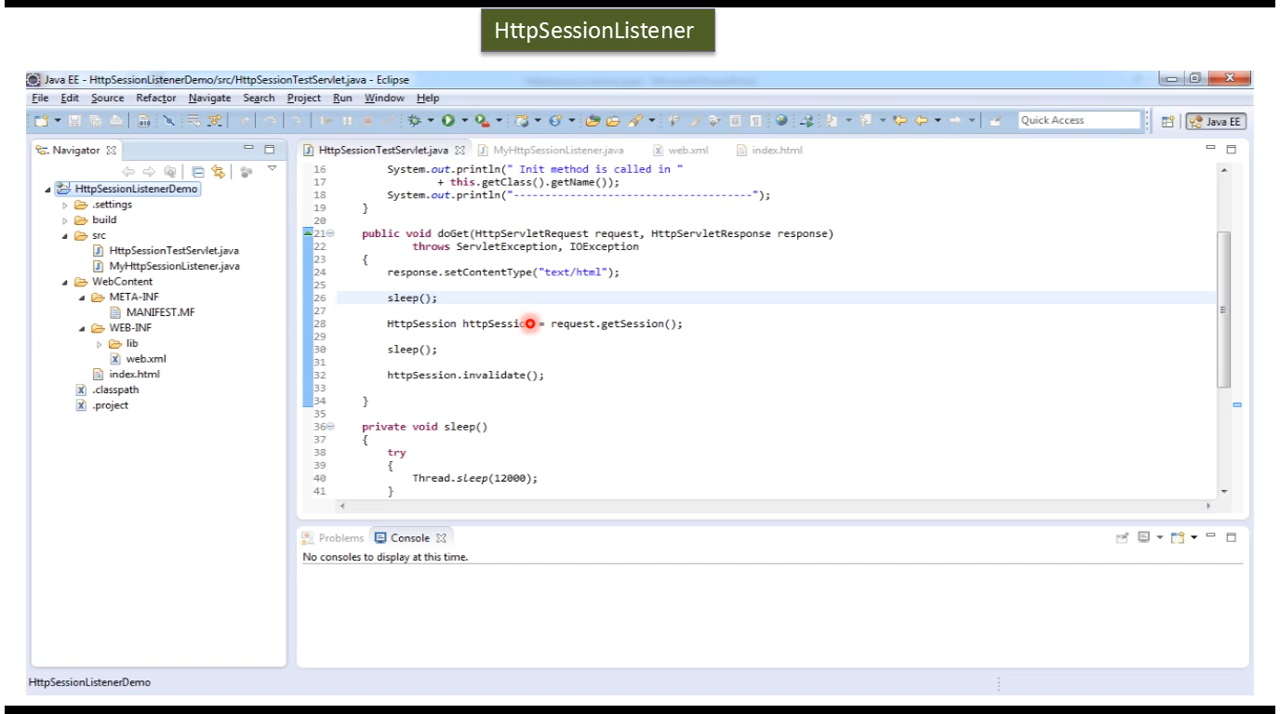 HttpSessionListener
Java EE - HttpSessionListenerDemo/src/HttpSessionTestServlet.java - Eclipse
File Edit Source Refactor Navigate Search Project Run Window Help
Quick Access
Java EE
Navigator
HttpSessionListenerDemo
.settings
build
src
HttpSessionTestServlet.java
MyHttpSessionListener.java
WebContent
META-INF
MANIFEST.MF
WEB-INF
lib
web.xml
index.html
.classpath
.project
HttpSessionTestServlet.java MyHttpSessionListener.java web.xml index.html
16 System.out.println(" Init method is called in "
17 + this.getClass().getName());
18 System.out.println("--------------------------------------");
19 }
20
21 public void doGet(HttpServletRequest request, HttpServletResponse response)
22 throws ServletException, IOException
23 {
24 response.setContentType("text/html");
25
26 sleep();
27
28 HttpSession httpSession = request.getSession();
29
30 sleep();
31
32 httpSession.invalidate();
33
34 }
35
36 private void sleep()
37 {
38 try
39 {
40 Thread.sleep(12000);
41 }
Problems Console
No consoles to display at this time.
HttpSessionListenerDemo